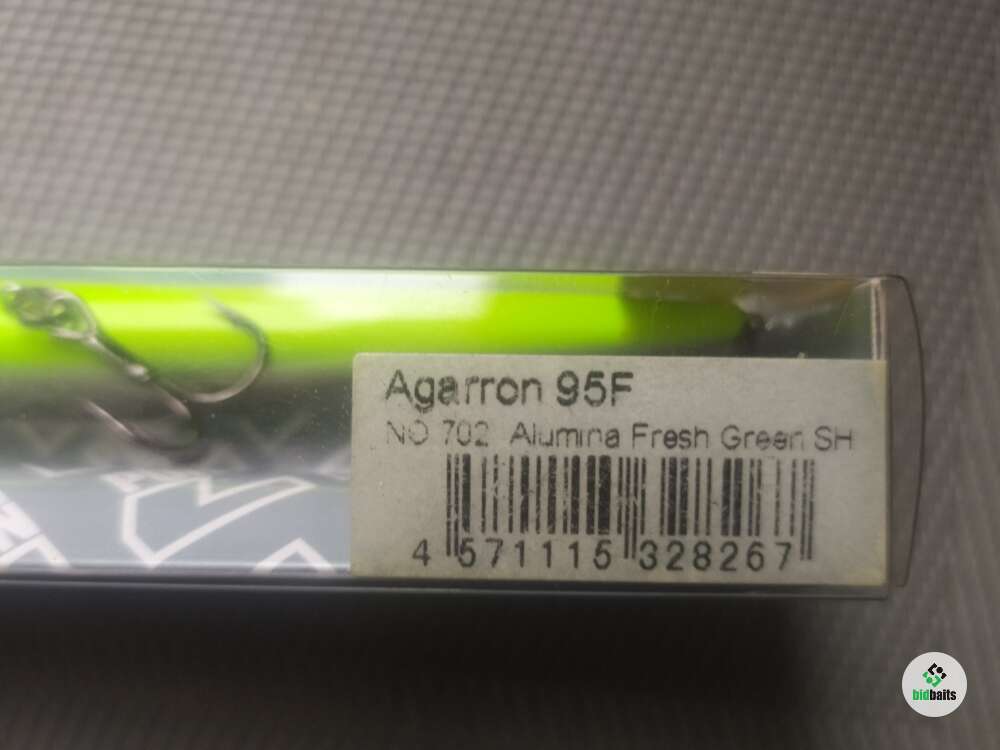 Agarron 95F
NO 702 Alumina Fresh Green SH
4 571115 328267
bidbaits